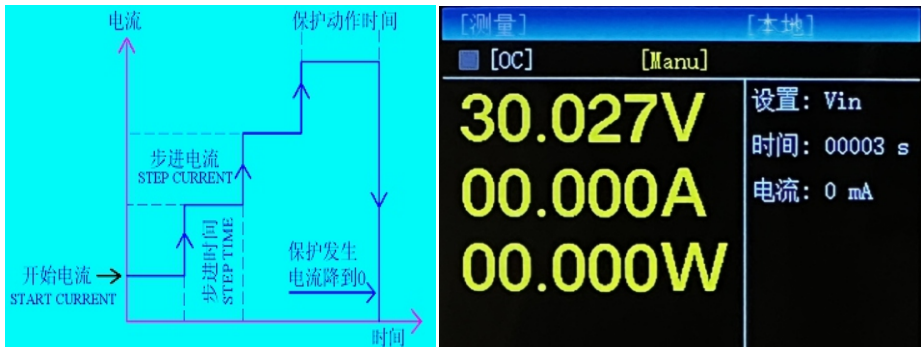 电流
保护动作时间
步进电流
STEP CURRENT
步进时间
STEP TIME
开始电流
START CURRENT
保护发生
电流降到0
时间
[测量] [本地]
[OC] [Manu]
30.027V
00.000A
00.000W
设置: Vin
时间: 00003 s
电流: 0 mA